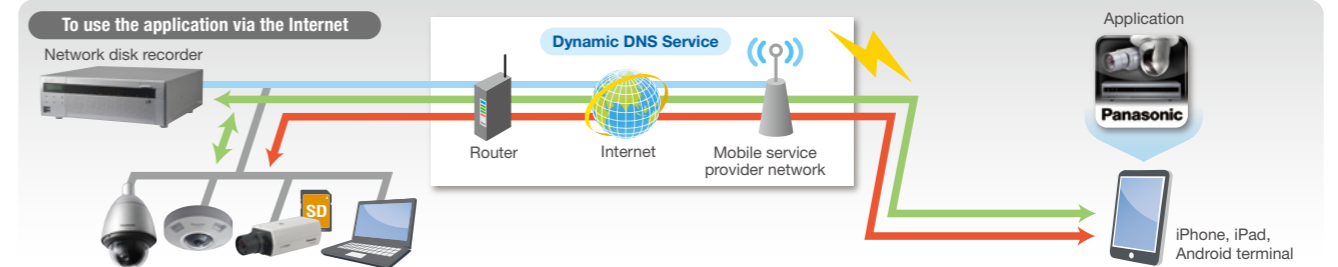 To use the application via the Internet
Network disk recorder
Dynamic DNS Service
Application
Panasonic
Router
Internet
Mobile service
provider network
SD
iPhone, iPad,
Android terminal